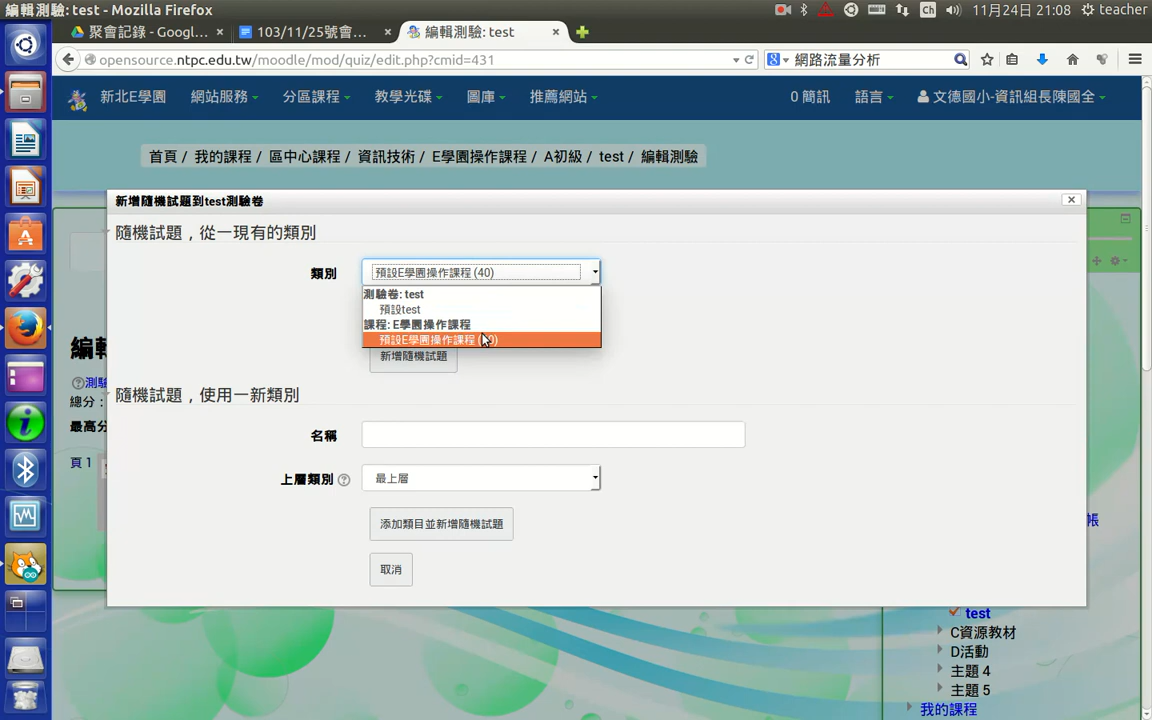 編輯測驗: test - Mozilla Firefox
Ch
11月24日 21:08
teacher
聚會記錄 - Googl...
103/11/25號會...
編輯測驗: test
opensource.ntpc.edu.tw/moodle/mod/quiz/edit.php?cmid=431
網路流量分析
新北E學園
網站服務
分區課程
教學光碟
圖庫
推薦網站
0 簡訊
語言
文德國小-資訊組長陳國全
首頁 / 我的課程 / 區中心課程 / 資訊技術 / E學園操作課程 / A初級 / test / 編輯測驗
新增隨機試題到test測驗卷
隨機試題，從一現有的類別
類別
預設E學園操作課程 (40)
測驗卷: test
預設test
課程: E學園操作課程
預設E學園操作課程
新增隨機試題
隨機試題，使用一新類別
名稱
上層類別
最上層
添加類目並新增隨機試題
取消
總分：
最高分
頁 1
帳
test
C資源教材
D活動
主題 4
主題 5
我的課程